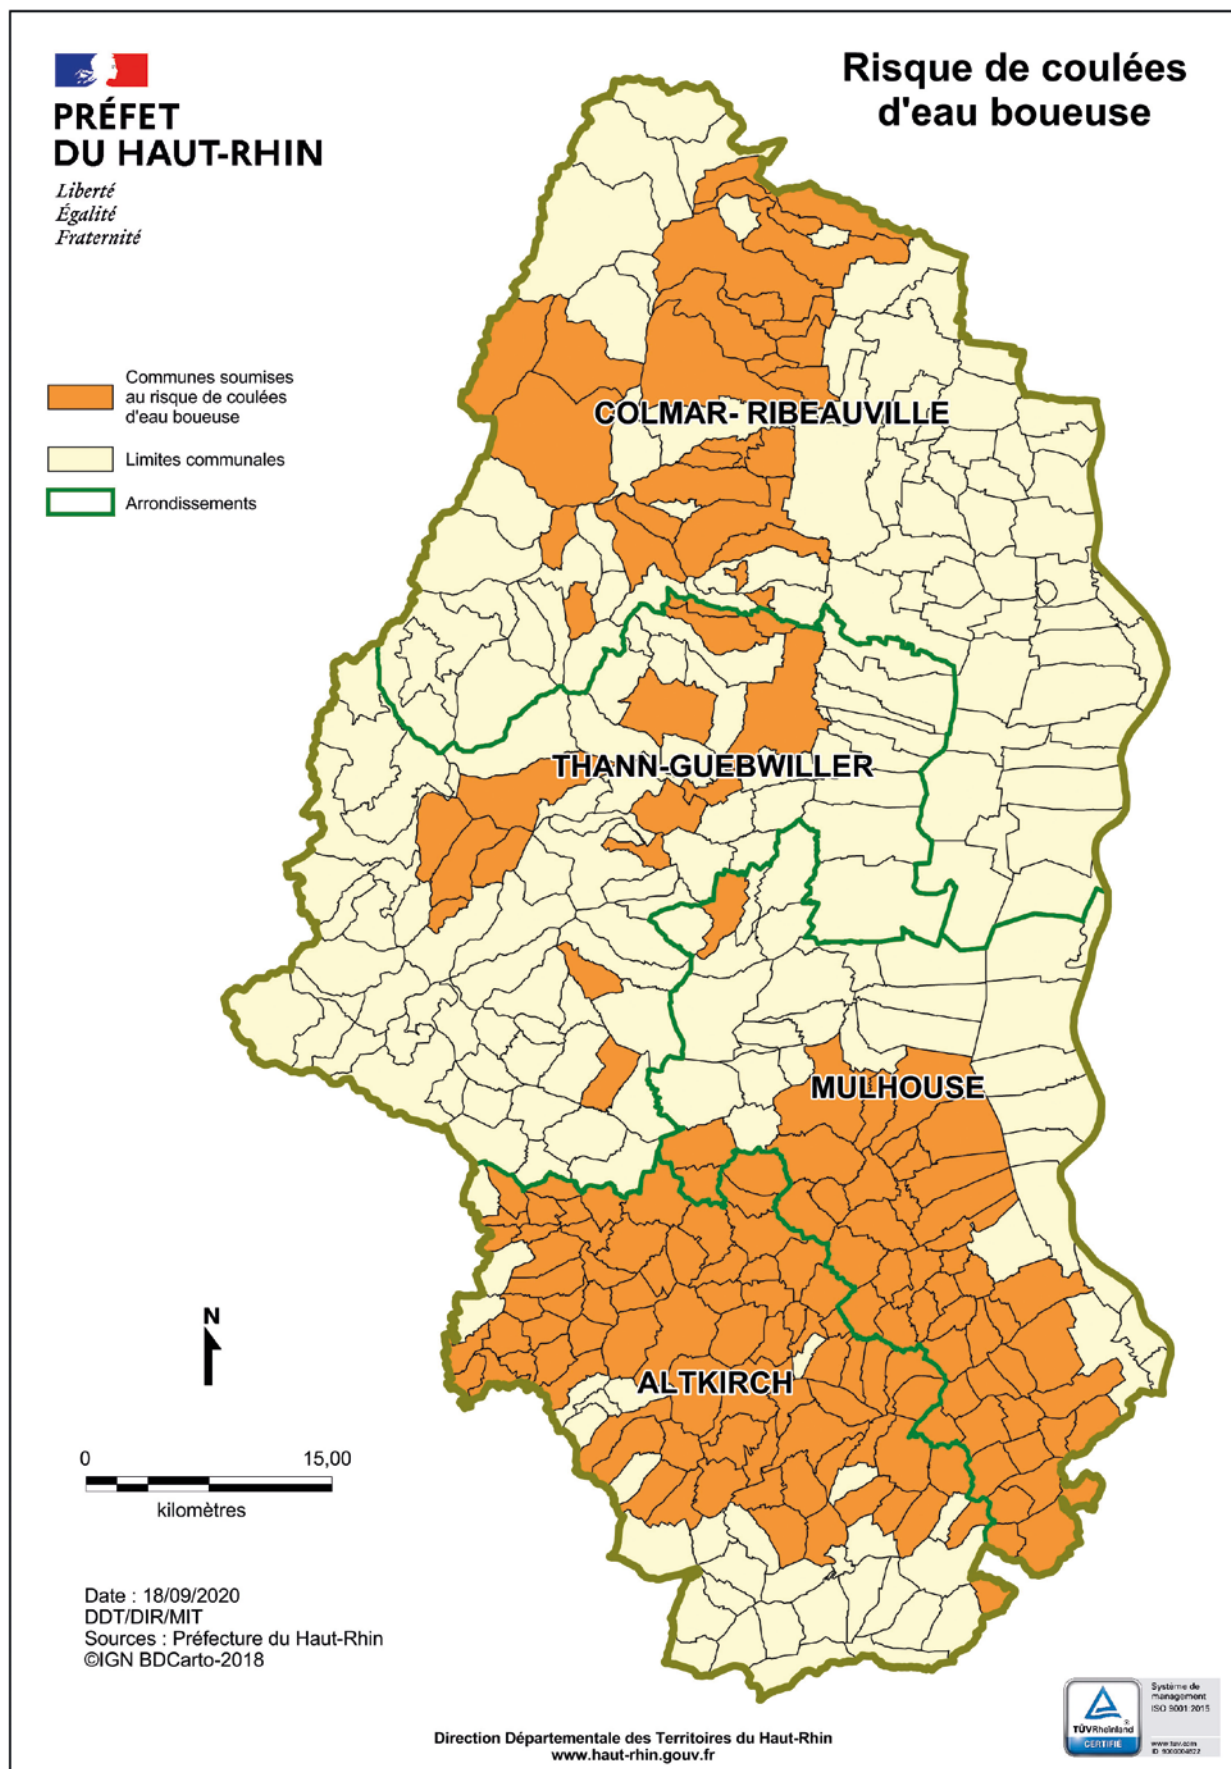 PRÉFET
DU HAUT-RHIN
Liberté
Égalité
Fraternité
Risque de coulées
d'eau boueuse
Communes soumises
au risque de coulées
d'eau boueuse
Limites communales
Arrondissements
COLMAR- RIBEAUVILLE
THANN-GUEBWILLER
MULHOUSE
ALTKIRCH
N
0 15,00
kilomètres
Date : 18/09/2020
DDT/DIR/MIT
Sources : Préfecture du Haut-Rhin
©IGN BDCarto-2018
Direction Départementale des Territoires du Haut-Rhin
www.haut-rhin.gouv.fr
TÜVRheinland ®
CERTIFIÉ
Système de
management
ISO 9001:2015
www.tuv.com